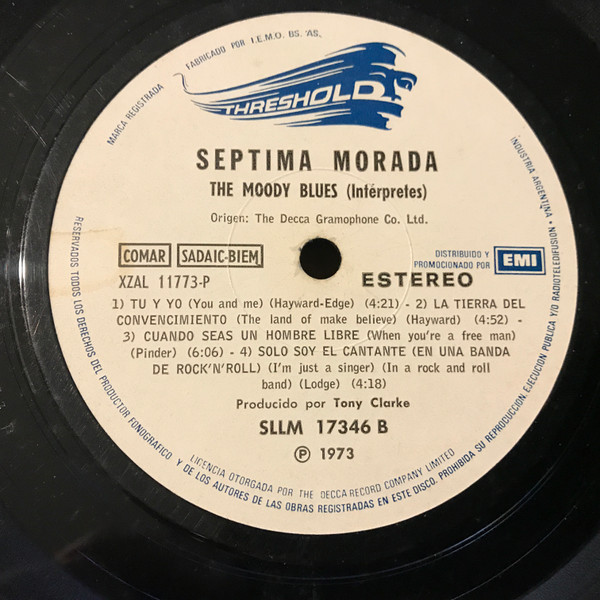 MARCA REGISTRADA
FABRICADO POR I.E.M.O. BS. AS.
THRESHOLD
SEPTIMA MORADA
THE MOODY BLUES (Intérpretes)
Origen: The Decca Gramophone Co. Ltd.
COMAR SADAIC-BIEM
DISTRIBUIDO Y
PROMOCIONADO POR EMI
XZAL 11773-P
ESTEREO
1) TU Y YO (You and me) (Hayward-Edge) (4:21) - 2) LA TIERRA DEL
CONVENCIMIENTO (The land of make believe) (Hayward) (4:52) -
3) CUANDO SEAS UN HOMBRE LIBRE (When you're a free man)
(Pinder) (6:06) - 4) SOLO SOY EL CANTANTE (EN UNA BANDA
DE ROCK'N'ROLL) (I'm just a singer) (In a rock and roll
band) (Lodge) (4:18)
Producido por Tony Clarke
SLLM 17346 B
℗ 1973
LICENCIA OTORGADA POR THE DECCA RECORD COMPANY LIMITED
RESERVADOS TODOS LOS DERECHOS DEL PRODUCTOR FONOGRAFICO Y DE LOS AUTORES DE LAS OBRAS REGISTRADAS EN ESTE DISCO. PROHIBIDA SU REPRODUCCION, EJECUCION PUBLICA Y/O RADIOTELEDIFUSION • INDUSTRIA ARGENTINA